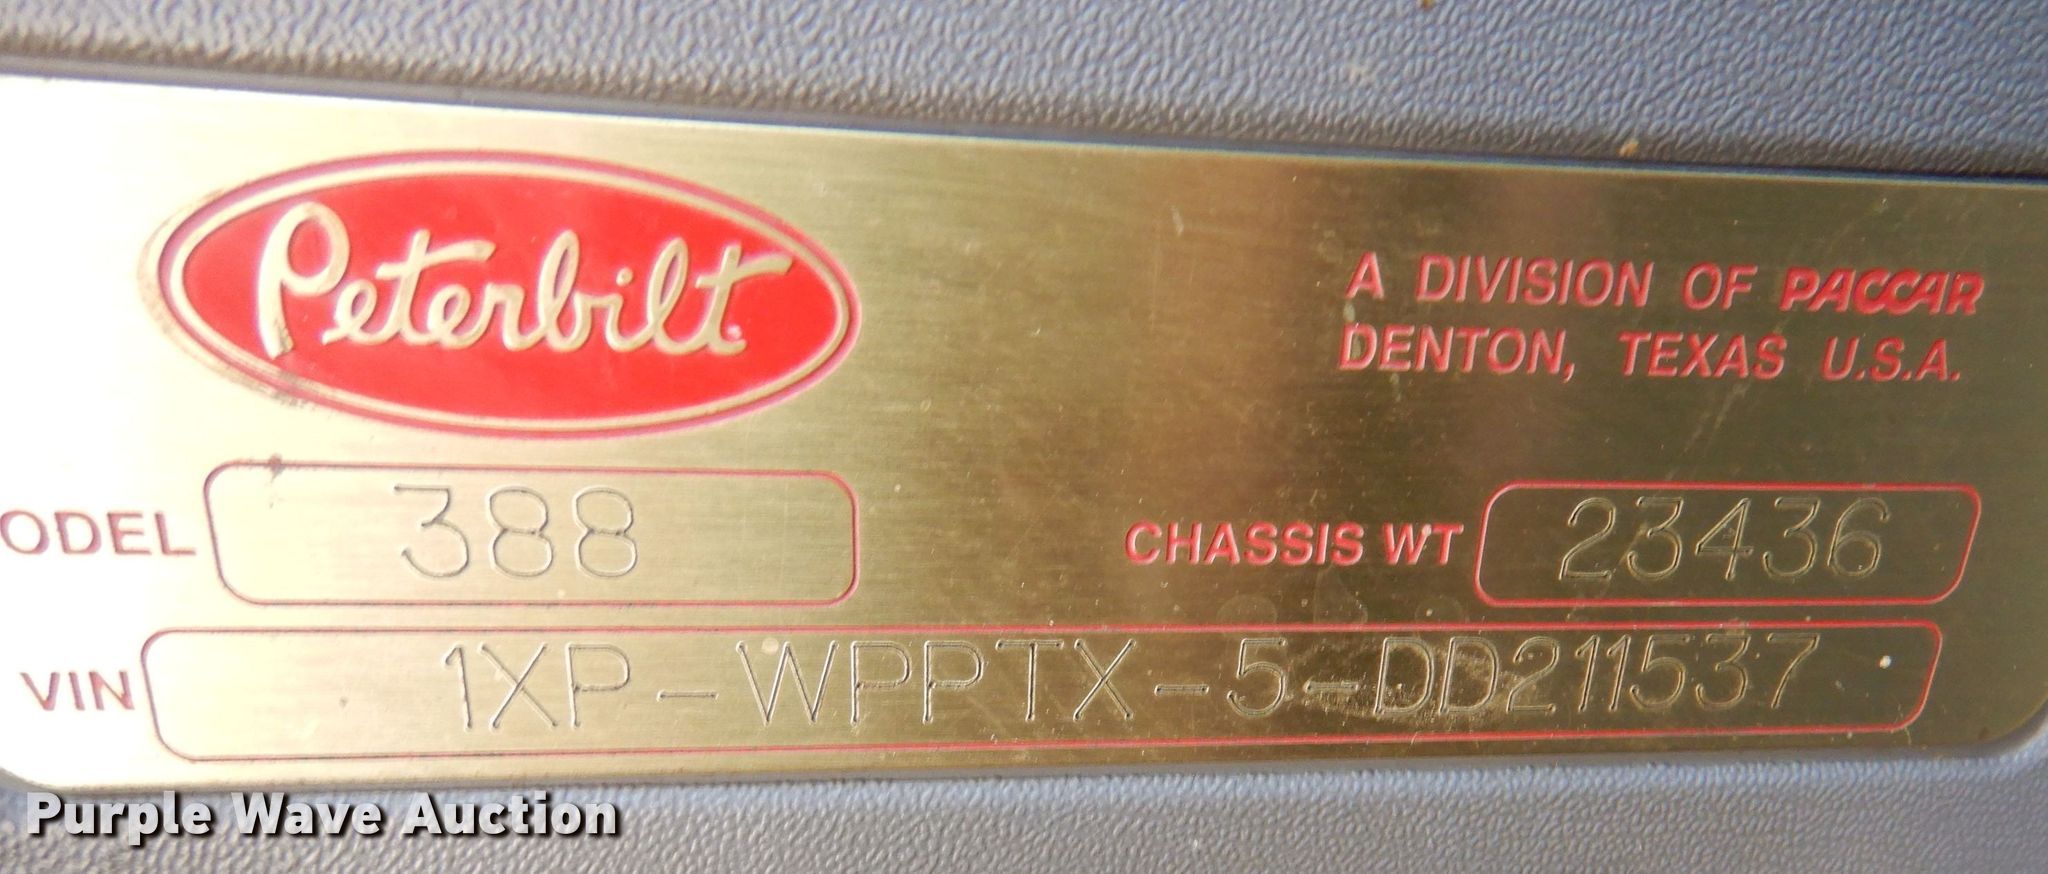 Peterbilt
A DIVISION OF PACCAR
DENTON, TEXAS U.S.A.
ODEL 388
CHASSIS WT 23436
VIN 1XP-WPPTX-5-DD211537
Purple Wave Auction